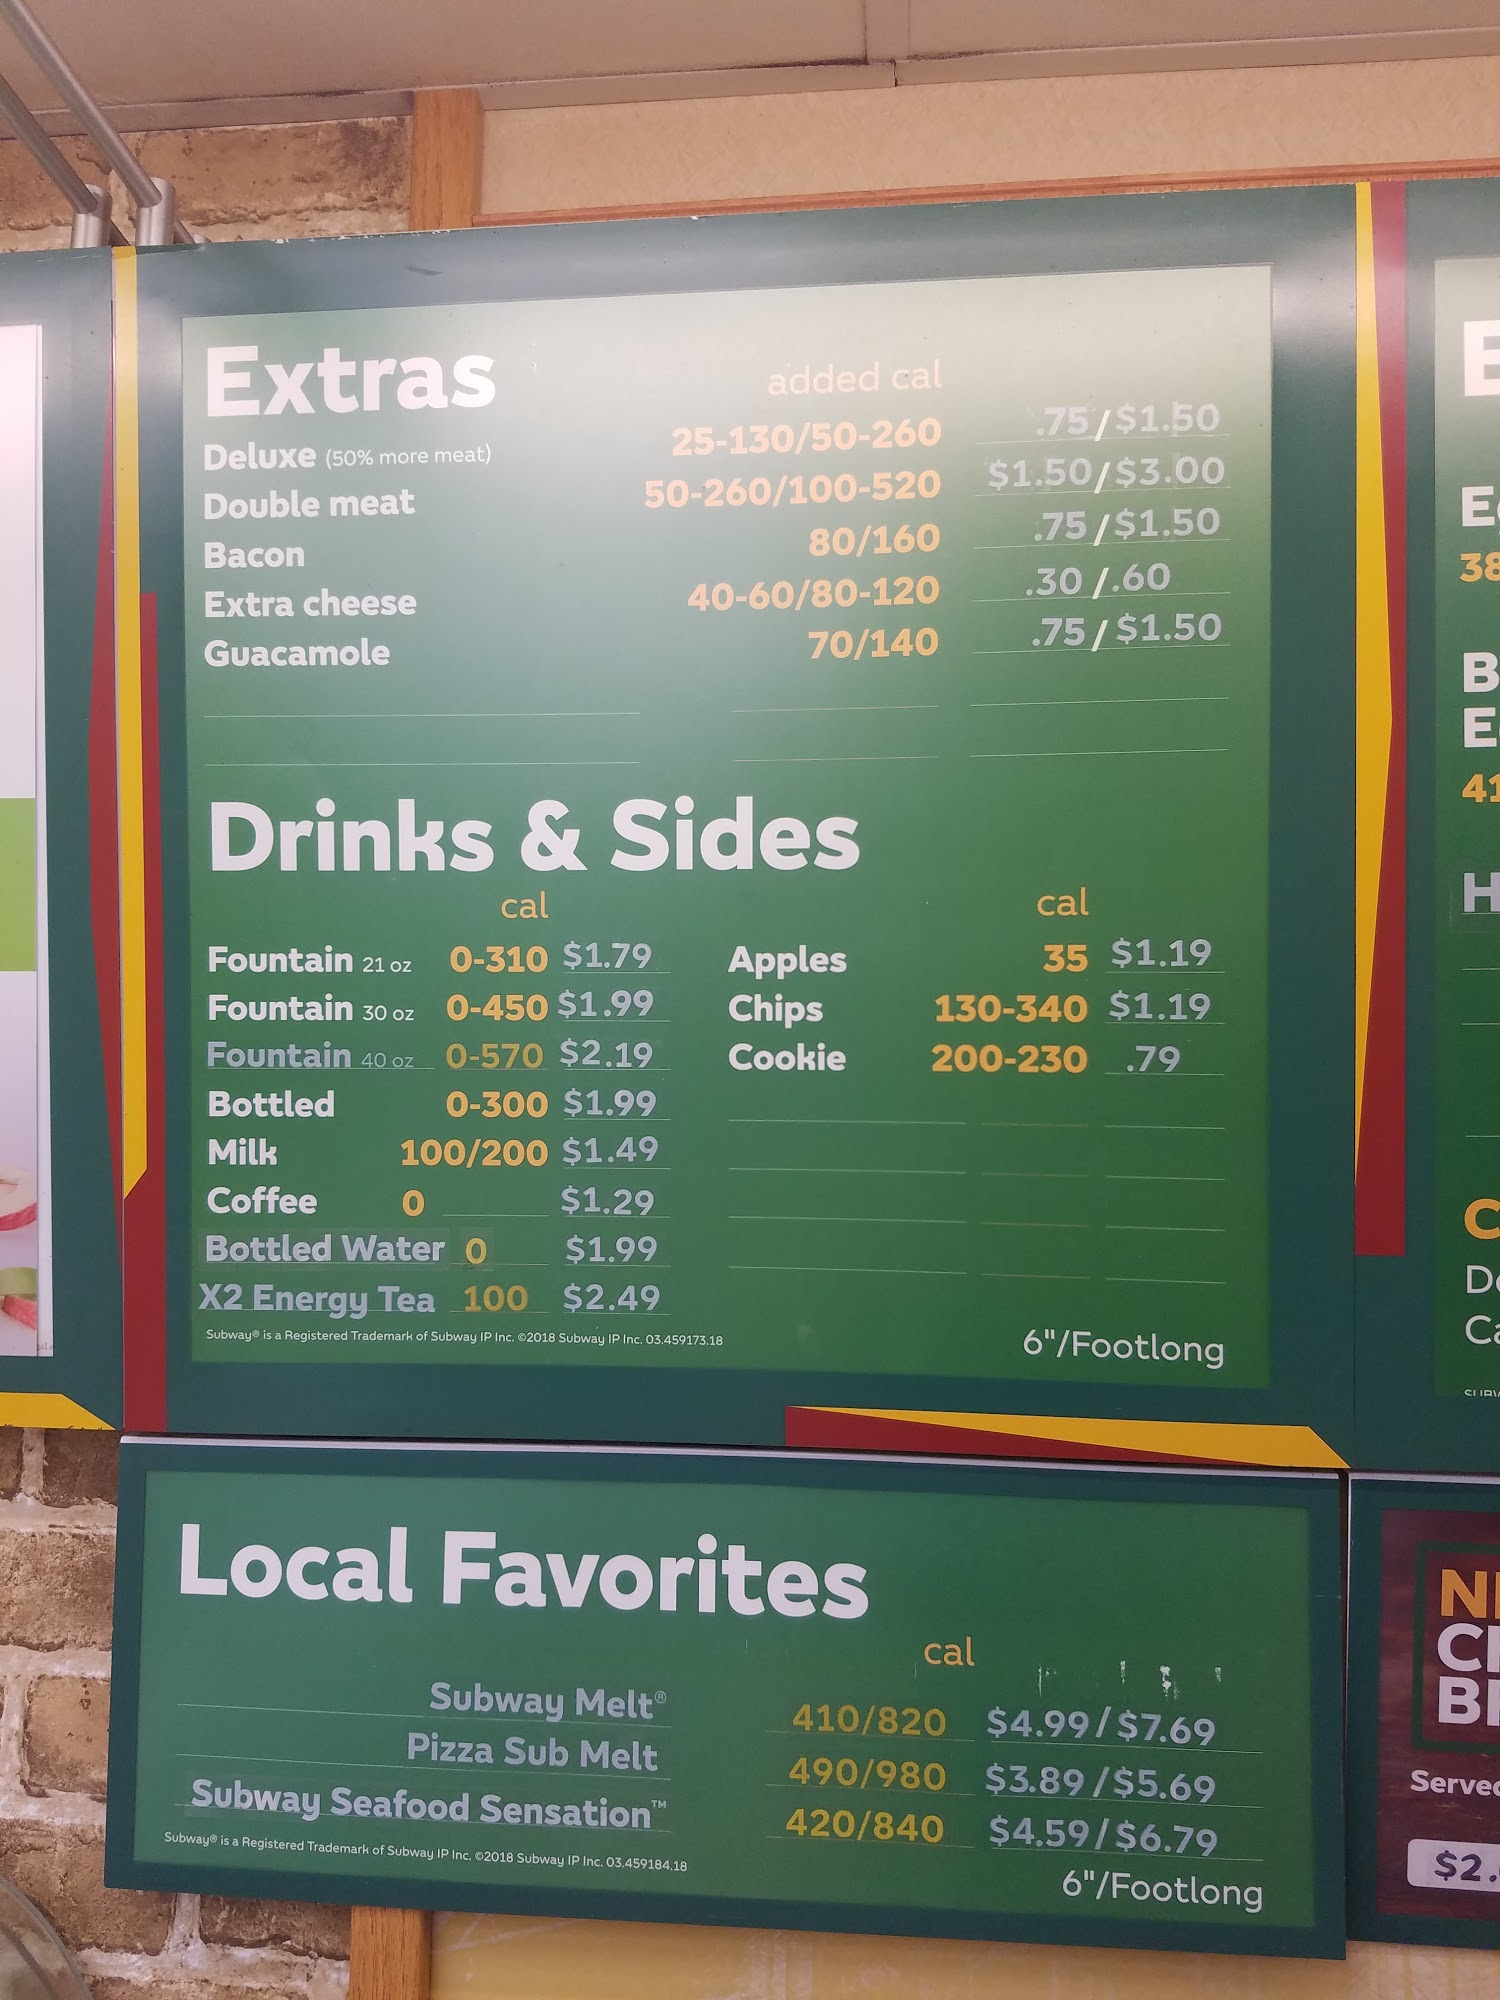 Extras
added cal
Deluxe (50% more meat) 25-130/50-260 .75/$1.50
Double meat 50-260/100-520 $1.50/$3.00
Bacon 80/160 .75/$1.50
Extra cheese 40-60/80-120 .30/.60
Guacamole 70/140 .75/$1.50
Drinks & Sides
cal cal
Fountain 21 oz 0-310 $1.79 Apples 35 $1.19
Fountain 30 oz 0-450 $1.99 Chips 130-340 $1.19
Fountain 40 oz 0-570 $2.19 Cookie 200-230 .79
Bottled 0-300 $1.99
Milk 100/200 $1.49
Coffee 0 $1.29
Bottled Water 0 $1.99
X2 Energy Tea 100 $2.49
Subway® is a Registered Trademark of Subway IP Inc. ©2018 Subway IP Inc. 03.459173.18
6"/Footlong
Local Favorites
cal
Subway Melt® 410/820 $4.99/$7.69
Pizza Sub Melt 490/980 $3.89/$5.69
Subway Seafood Sensation™ 420/840 $4.59/$6.79
Subway® is a Registered Trademark of Subway IP Inc. ©2018 Subway IP Inc. 03.459184.18
6"/Footlong